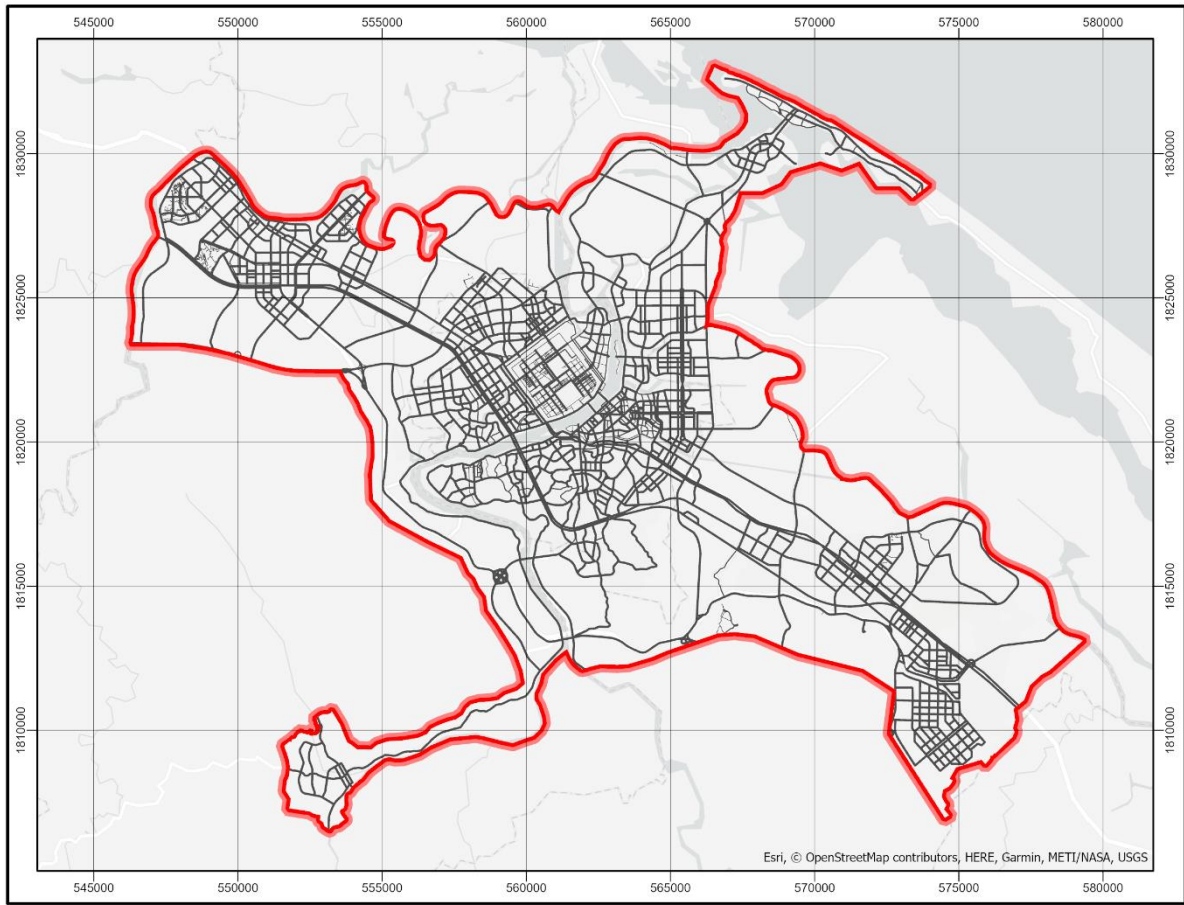 545000 550000 555000 560000 565000 570000 575000 580000
1830000 1830000
1825000 1825000
1820000 1820000
1815000 1815000
1810000 1810000
Esri, © OpenStreetMap contributors, HERE, Garmin, METI/NASA, USGS
545000 550000 555000 560000 565000 570000 575000 580000